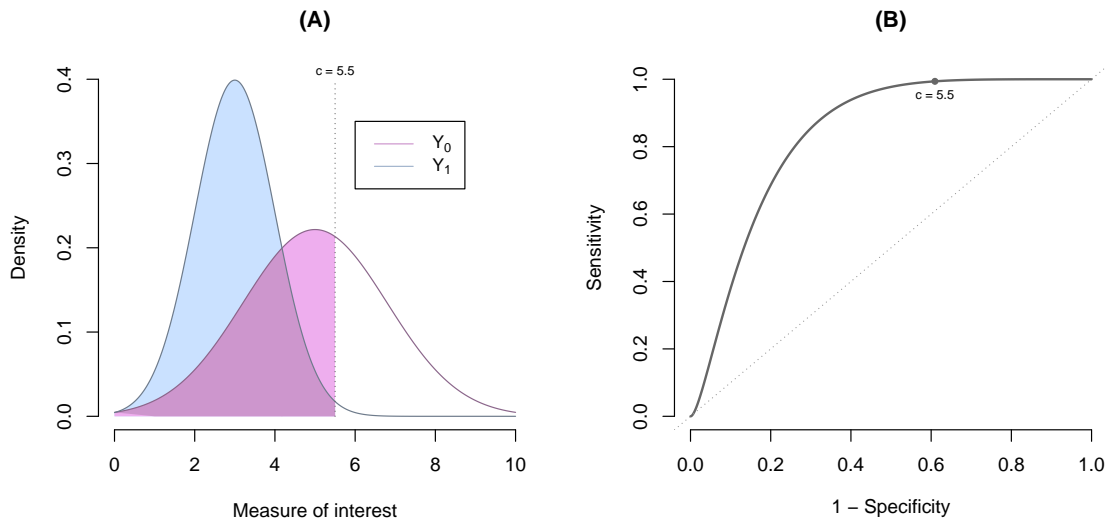 (A)
c = 5.5
0.4
0.3
0.2
0.1
0.0
Density
Y0
Y1
0 2 4 6 8 10
Measure of interest
(B)
1.0
0.8
0.6
0.4
0.2
0.0
Sensitivity
c = 5.5
0.0 0.2 0.4 0.6 0.8 1.0
1 − Specificity